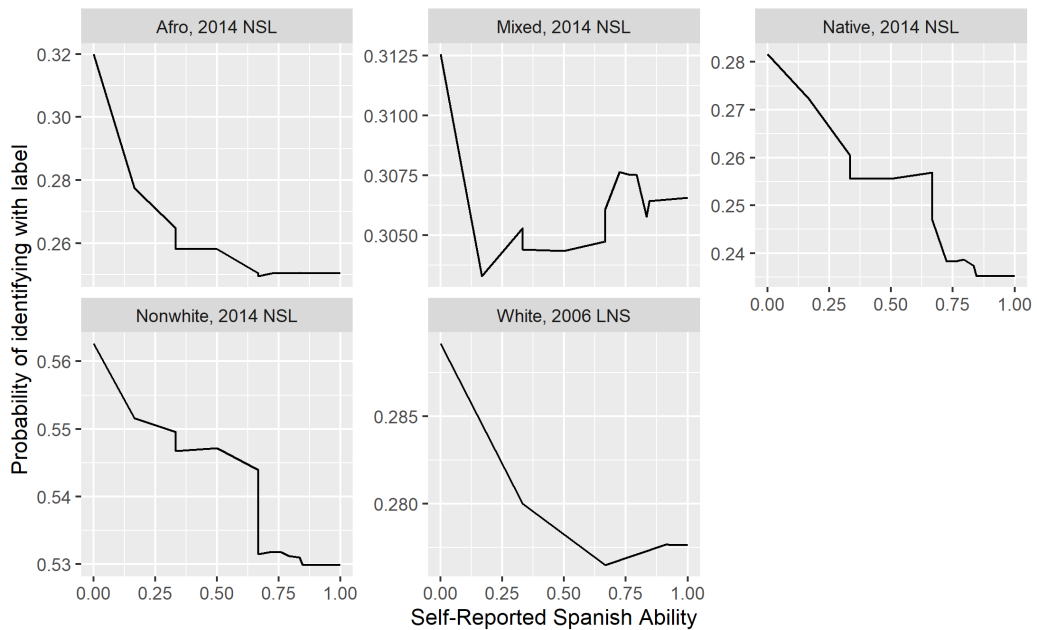 Afro, 2014 NSL
Mixed, 2014 NSL
Native, 2014 NSL
0.32
0.30
0.28
0.26
0.3125
0.3100
0.3075
0.3050
0.28
0.27
0.26
0.25
0.24
0.00 0.25 0.50 0.75 1.00
Nonwhite, 2014 NSL
White, 2006 LNS
0.56
0.55
0.54
0.53
0.285
0.280
0.00 0.25 0.50 0.75 1.00
0.00 0.25 0.50 0.75 1.00
Probability of identifying with label
Self-Reported Spanish Ability